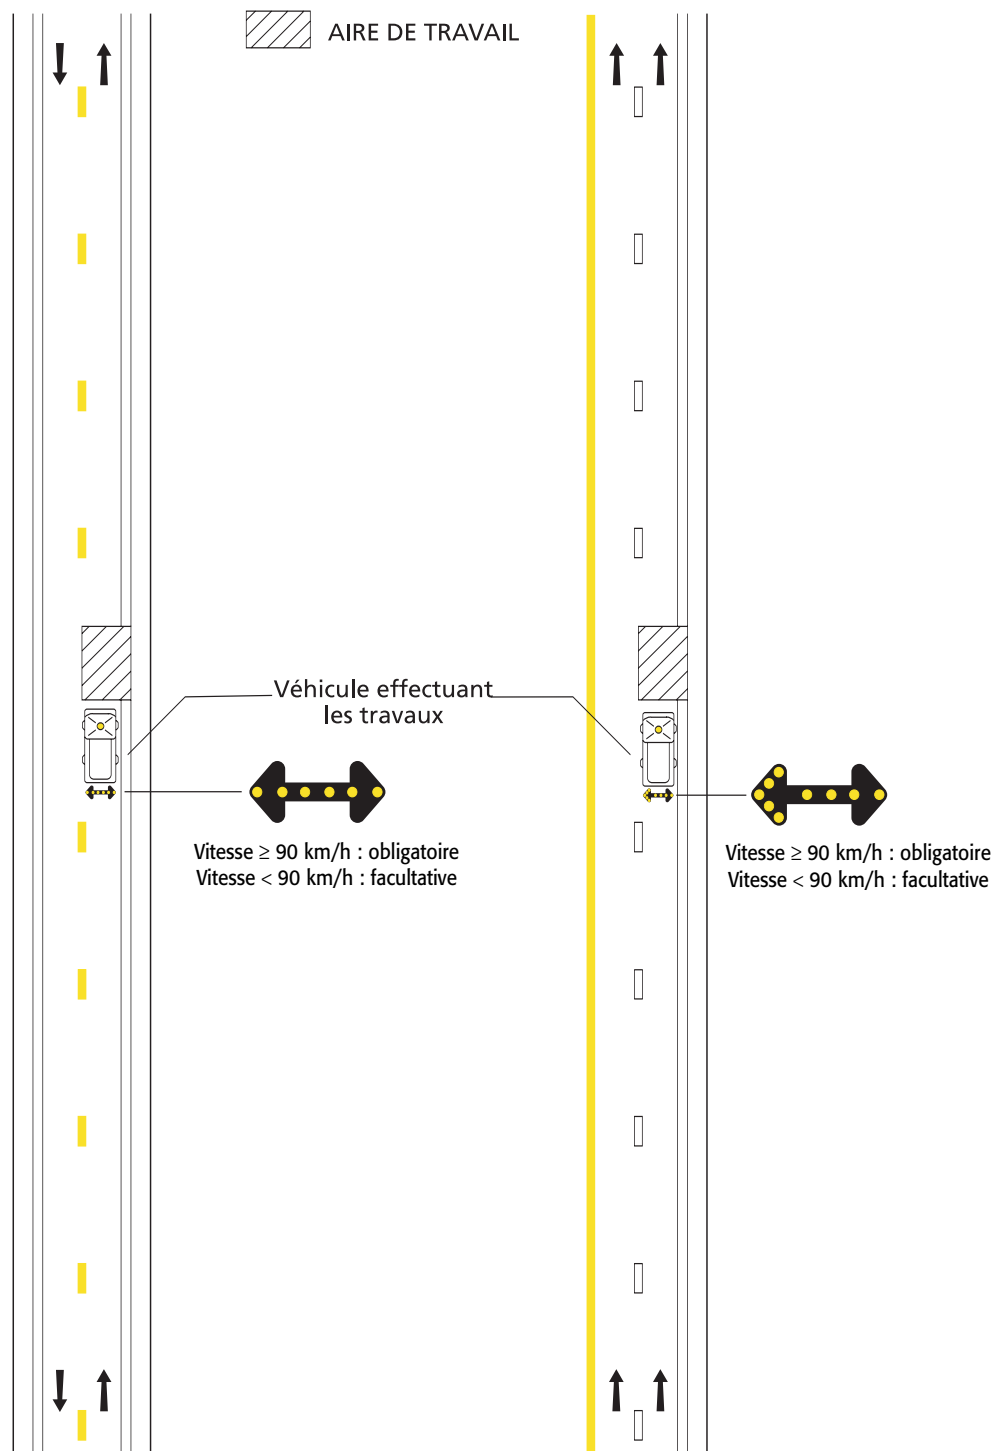 AIRE DE TRAVAIL
Véhicule effectuant
les travaux
Vitesse ≥ 90 km/h : obligatoire
Vitesse < 90 km/h : facultative
Vitesse ≥ 90 km/h : obligatoire
Vitesse < 90 km/h : facultative